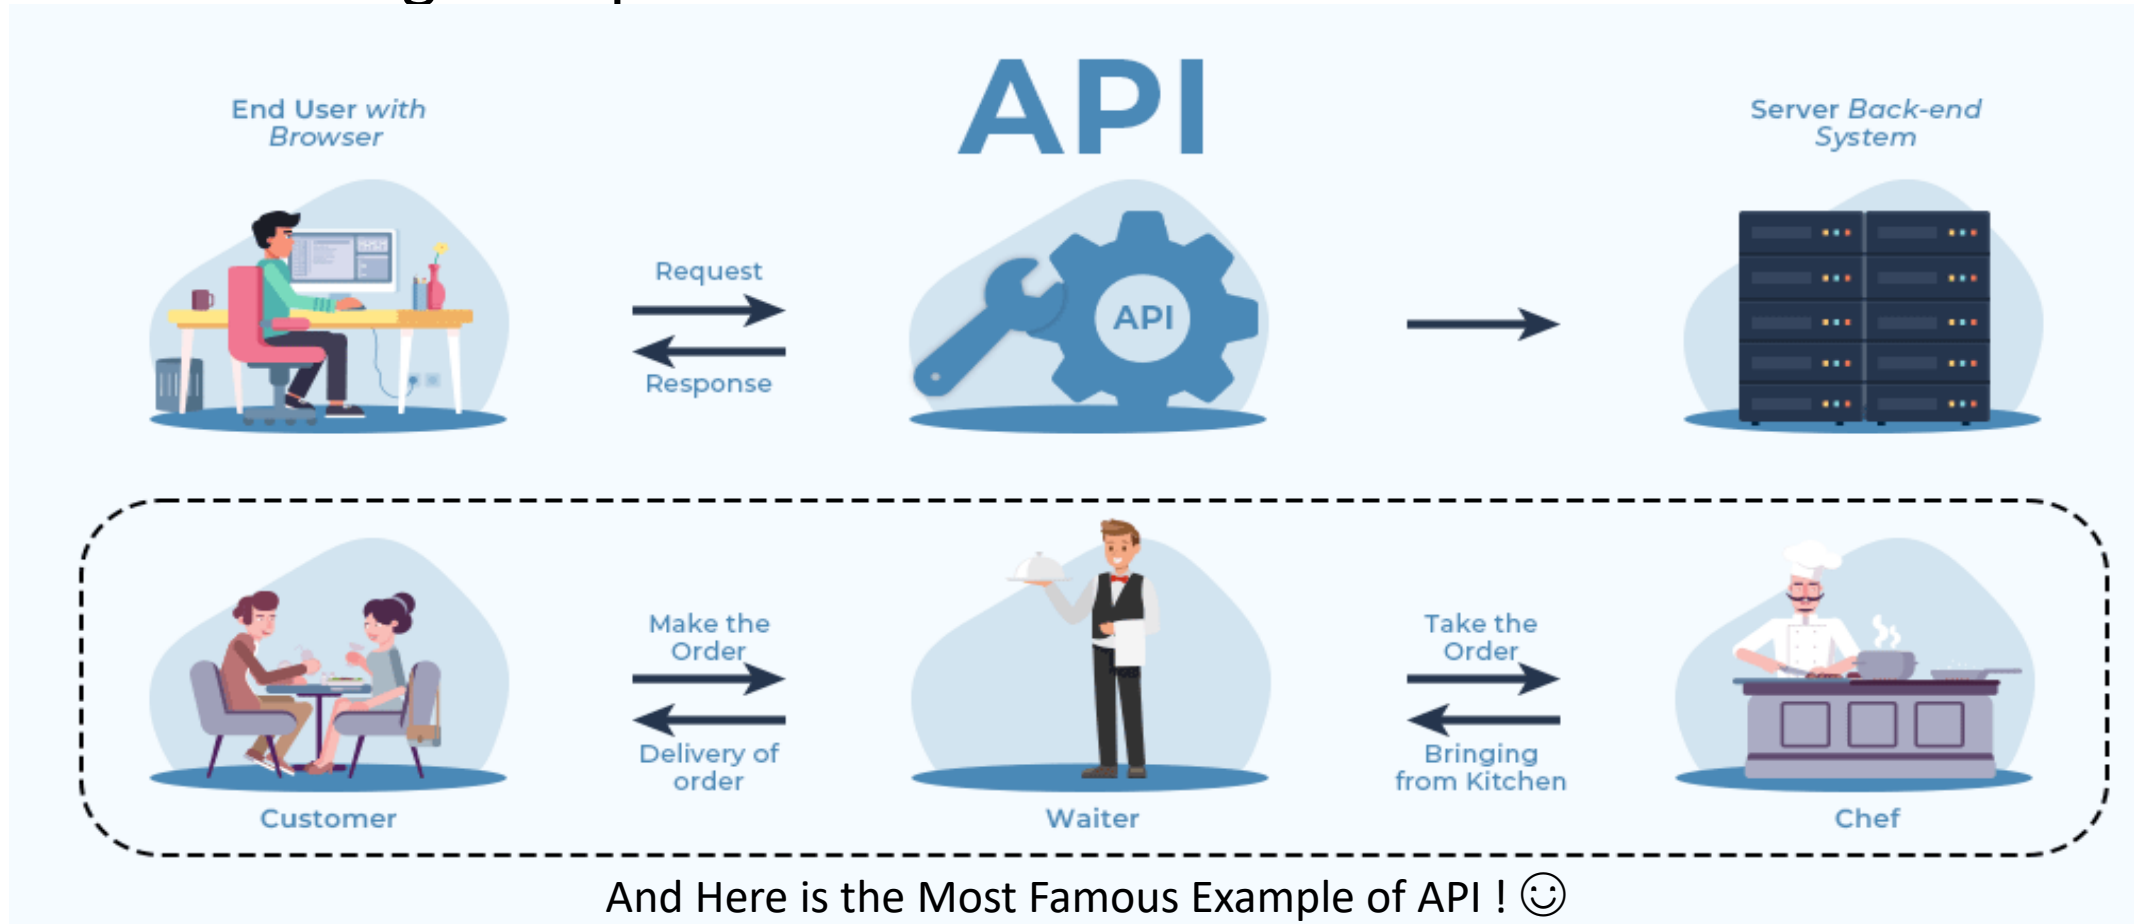 API
End User with
Browser
Server Back-end
System
Request
API
Response
Make the
Order
Take the
Order
Delivery of
order
Bringing
from Kitchen
Customer
Waiter
Chef
And Here is the Most Famous Example of API ! ☺